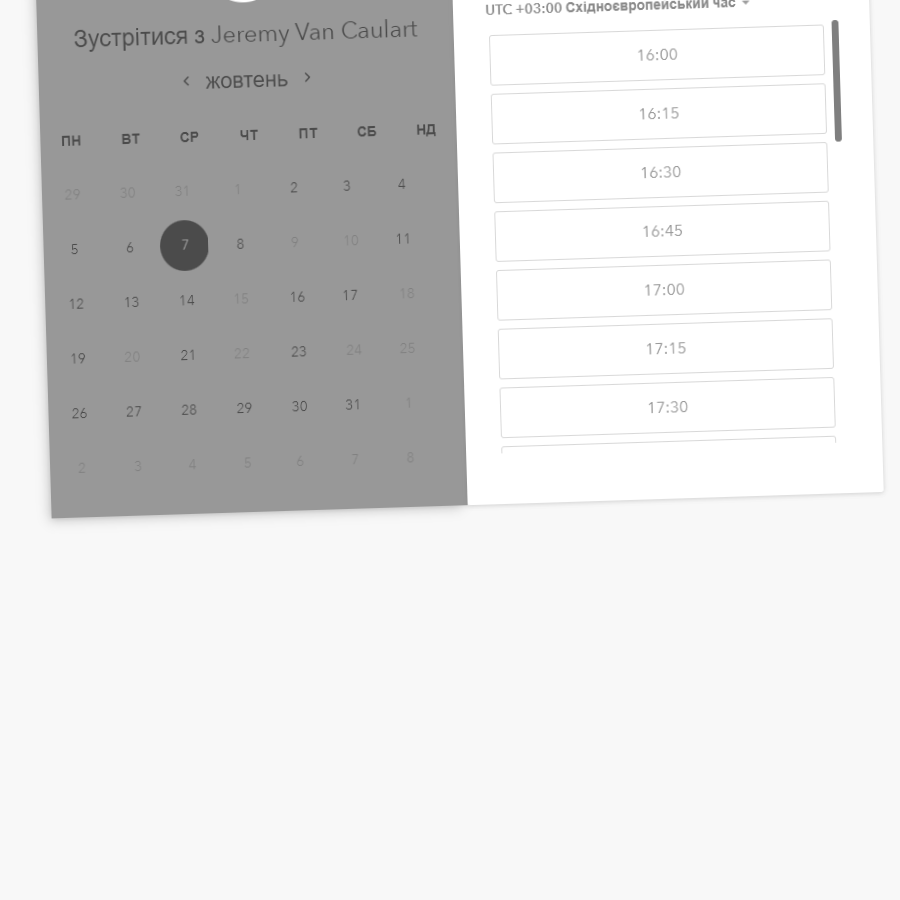 Зустрітися з Jeremy Van Caulart
‹ жовтень ›
ПН ВТ СР ЧТ ПТ СБ НД
29 30 31 1 2 3 4
5 6 7 8 9 10 11
12 13 14 15 16 17 18
19 20 21 22 23 24 25
26 27 28 29 30 31 1
2 3 4 5 6 7 8
UTC +03:00 Східноєвропейський час
16:00
16:15
16:30
16:45
17:00
17:15
17:30